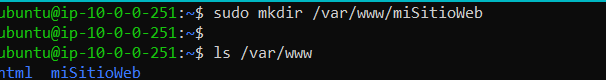 ubuntu@ip-10-0-0-251:~$ sudo mkdir /var/www/miSitioWeb
ubuntu@ip-10-0-0-251:~$
ubuntu@ip-10-0-0-251:~$ ls /var/www
html  miSitioWeb